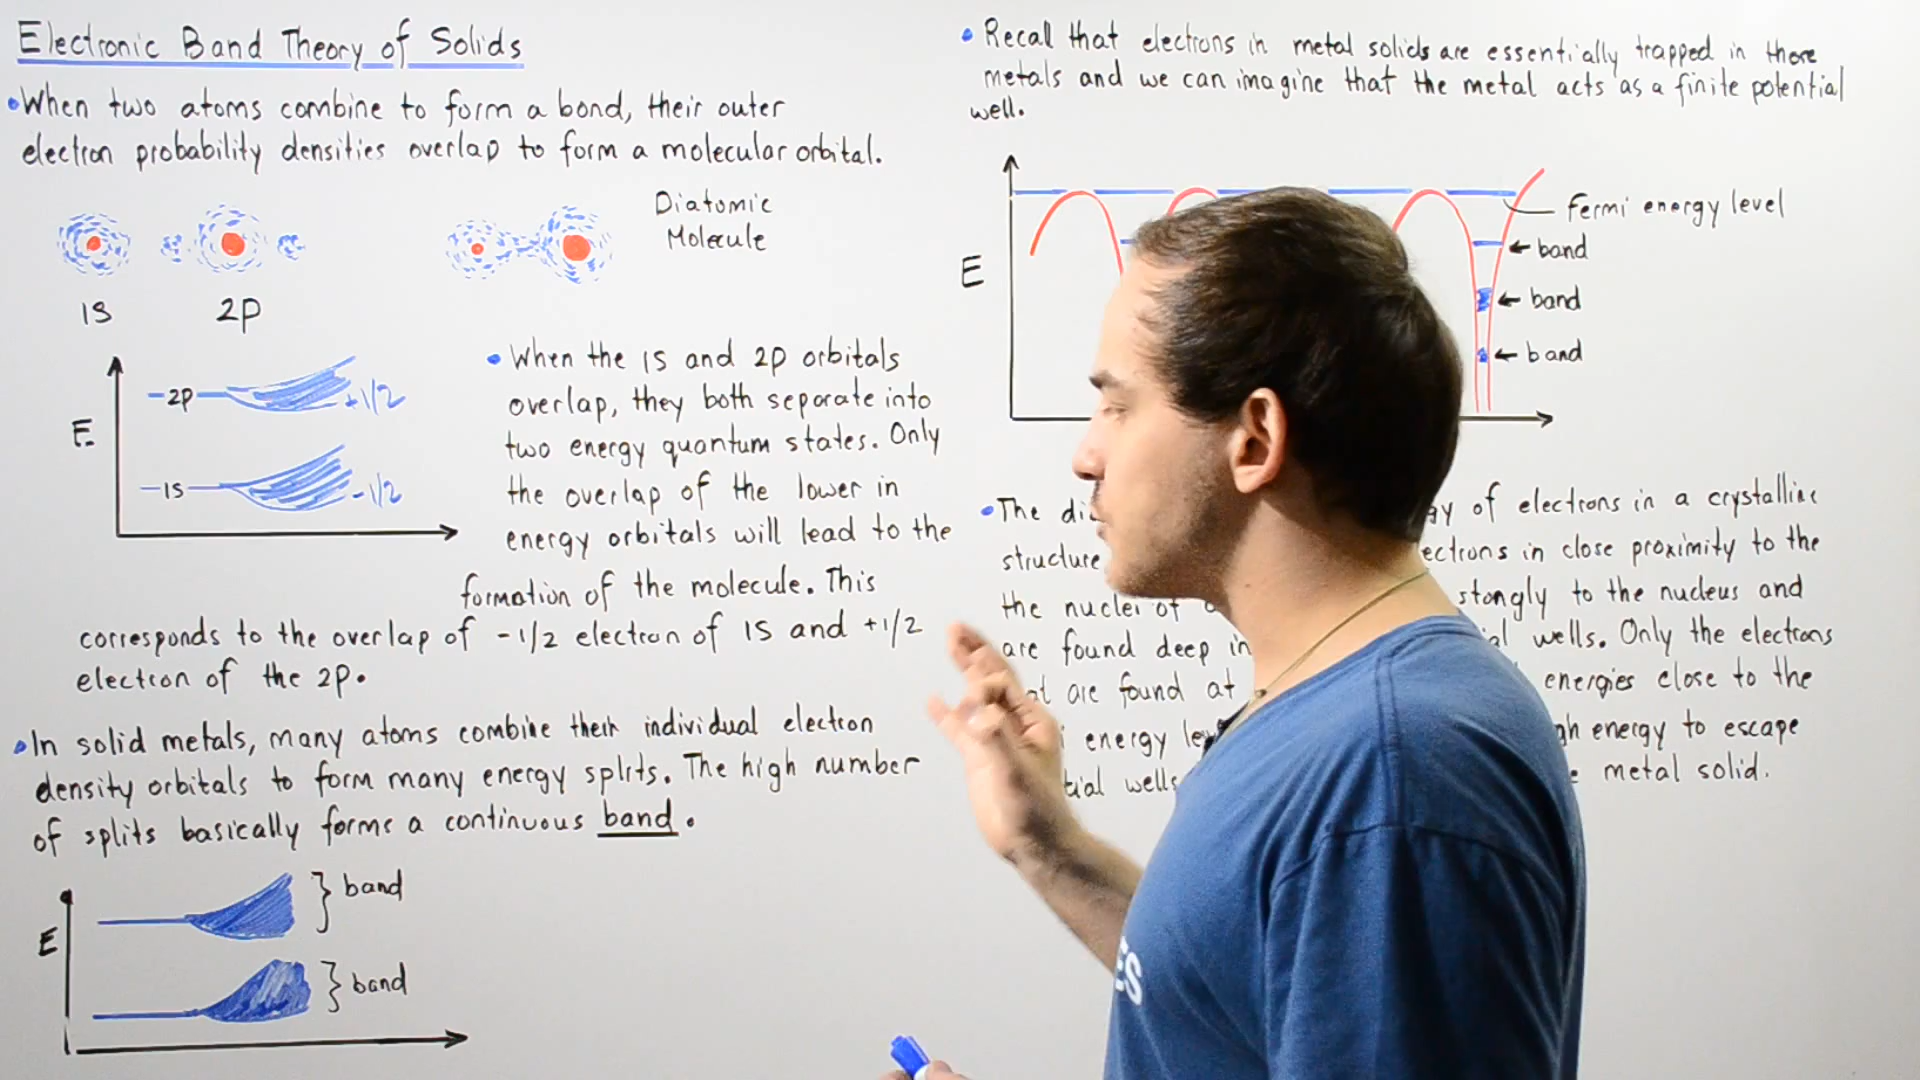 Electronic Band Theory of Solids
• When two atoms combine to form a bond, their outer
electron probability densities overlap to form a molecular orbital.
Diatomic
Molecule
1S
2p
E
2p
+1/2
1S
-1/2
• When the 1S and 2p orbitals
overlap, they both separate into
two energy quantum states. Only
the overlap of the lower in
energy orbitals will lead to the
formation of the molecule. This
corresponds to the overlap of -1/2 electron of 1S and +1/2
electron of the 2p.
• In solid metals, many atoms combine their individual electron
density orbitals to form many energy splits. The high number
of splits basically forms a continuous band.
E
} band
} band
• Recall that electrons in metal solids are essentially trapped in there
metals and we can imagine that the metal acts as a finite potential
well.
E
Fermi energy level
← band
← band
← band
• The of electrons in a crystalline
structure in close proximity to the
the nuclei of stongly to the nucleus and
are found deep in wells. Only the electrons
are found at energies close to the
energy energy to escape
wells metal solid.
ES